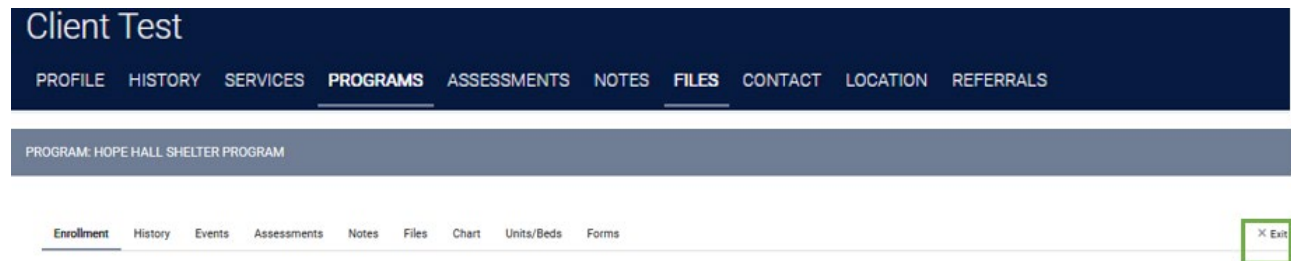 Client Test
PROFILE HISTORY SERVICES PROGRAMS ASSESSMENTS NOTES FILES CONTACT LOCATION REFERRALS
PROGRAM: HOPE HALL SHELTER PROGRAM
Enrollment History Events Assessments Notes Files Chart Units/Beds Forms × Exit